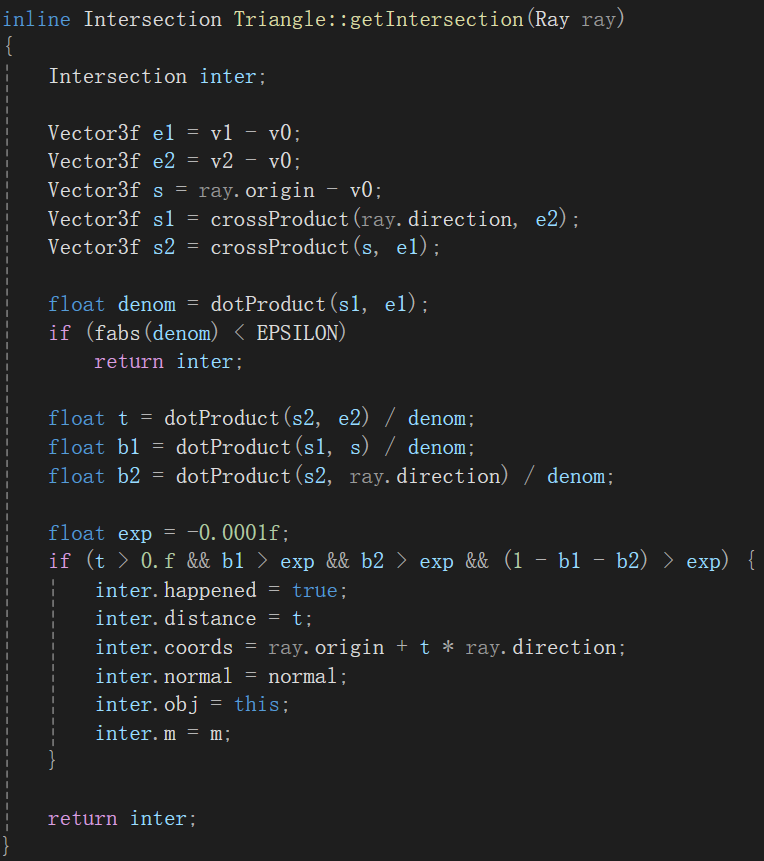 inline Intersection Triangle::getIntersection(Ray ray)
{
    Intersection inter;

    Vector3f e1 = v1 - v0;
    Vector3f e2 = v2 - v0;
    Vector3f s = ray.origin - v0;
    Vector3f s1 = crossProduct(ray.direction, e2);
    Vector3f s2 = crossProduct(s, e1);

    float denom = dotProduct(s1, e1);
    if (fabs(denom) < EPSILON)
        return inter;

    float t = dotProduct(s2, e2) / denom;
    float b1 = dotProduct(s1, s) / denom;
    float b2 = dotProduct(s2, ray.direction) / denom;

    float exp = -0.0001f;
    if (t > 0.f && b1 > exp && b2 > exp && (1 - b1 - b2) > exp) {
        inter.happened = true;
        inter.distance = t;
        inter.coords = ray.origin + t * ray.direction;
        inter.normal = normal;
        inter.obj = this;
        inter.m = m;
    }

    return inter;
}